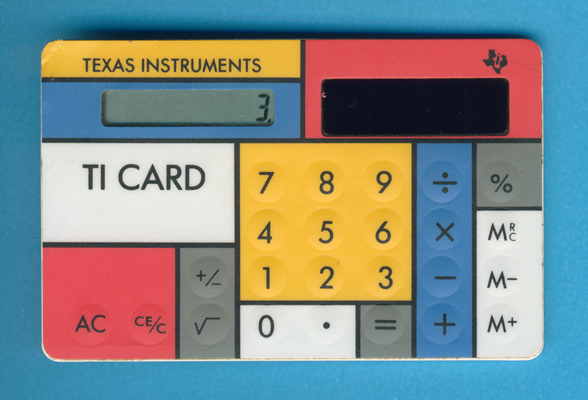 TEXAS INSTRUMENTS
3.
TI CARD
7 8 9 ÷ %
4 5 6 × MRC
+/− 1 2 3 − M−
AC CE/C √ 0 · = + M+